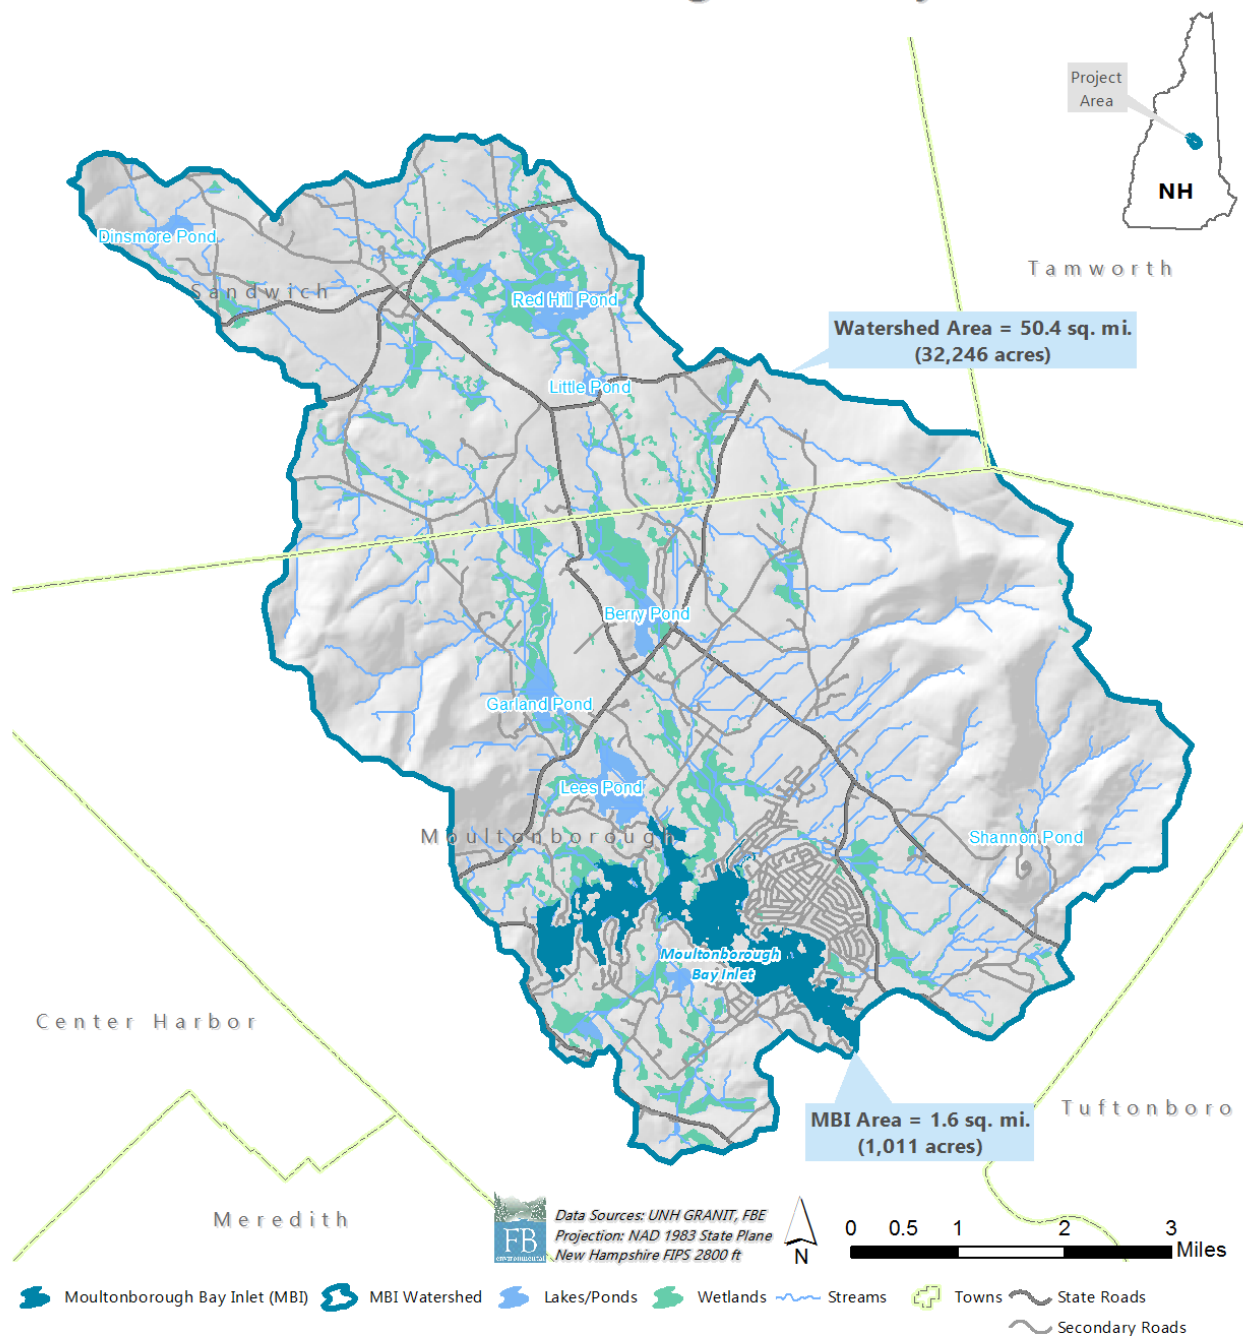 Project
Area
NH
Tamworth
Dinsmore Pond
Sandwich
Red Hill Pond
Watershed Area = 50.4 sq. mi.
(32,246 acres)
Little Pond
Berry Pond
Garland Pond
Lees Pond
Moultonborough
Shannon Pond
Moultonborough
Bay Inlet
Center Harbor
MBI Area = 1.6 sq. mi.
(1,011 acres)
Tuftonboro
Meredith
FB
environmental
Data Sources: UNH GRANIT, FBE
Projection: NAD 1983 State Plane
New Hampshire FIPS 2800 ft
N
0 0.5 1 2 3
Miles
Moultonborough Bay Inlet (MBI) MBI Watershed Lakes/Ponds Wetlands Streams Towns State Roads
Secondary Roads